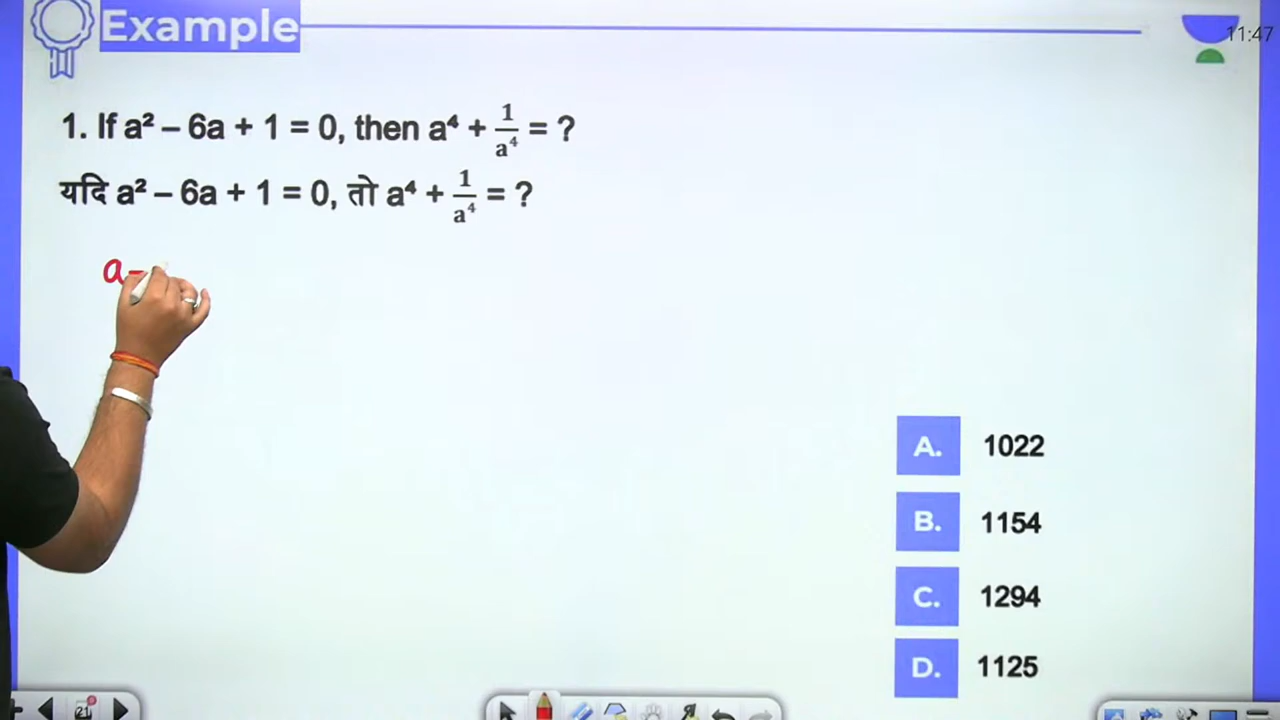 Example
11:47
1. If a² – 6a + 1 = 0, then a⁴ + 1/a⁴ = ?
यदि a² – 6a + 1 = 0, तो a⁴ + 1/a⁴ = ?
a-
A. 1022
B. 1154
C. 1294
D. 1125
21